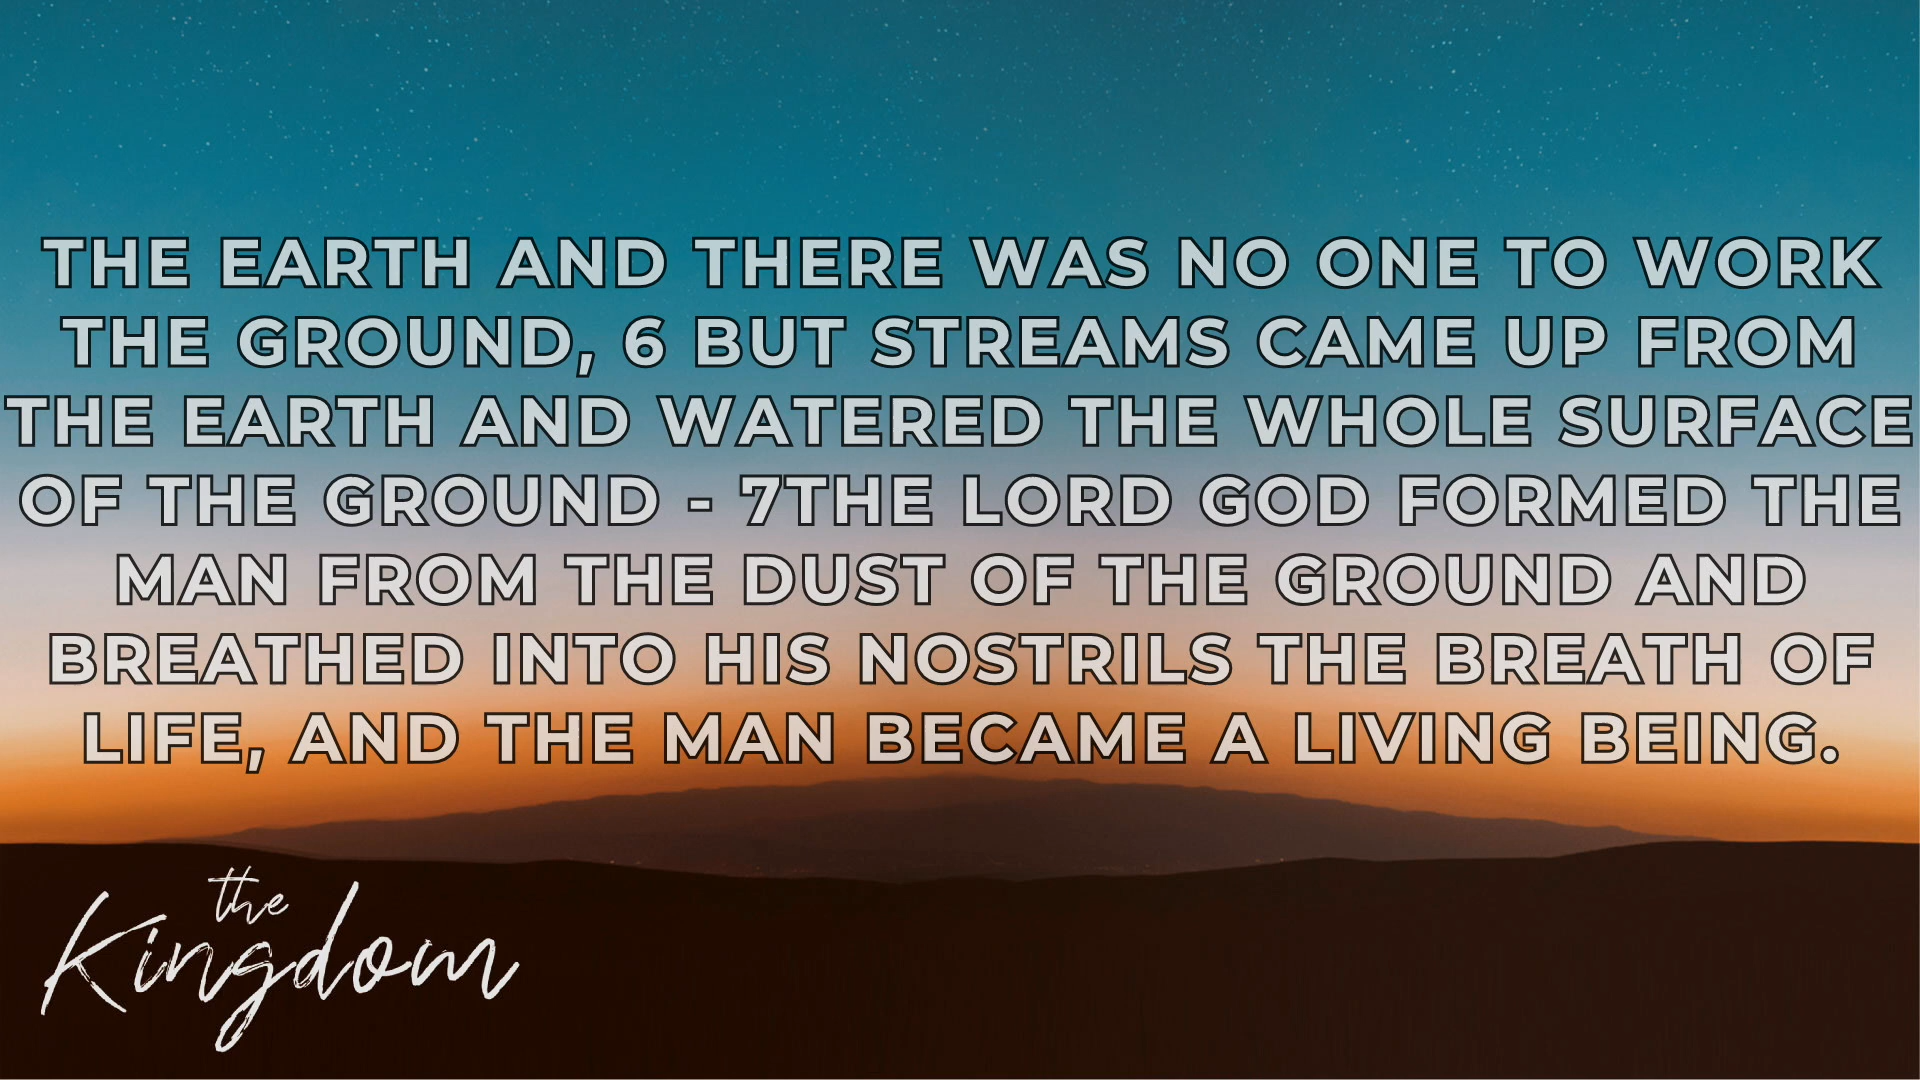 THE EARTH AND THERE WAS NO ONE TO WORK
THE GROUND, 6 BUT STREAMS CAME UP FROM
THE EARTH AND WATERED THE WHOLE SURFACE
OF THE GROUND - 7THE LORD GOD FORMED THE
MAN FROM THE DUST OF THE GROUND AND
BREATHED INTO HIS NOSTRILS THE BREATH OF
LIFE, AND THE MAN BECAME A LIVING BEING.
the
Kingdom